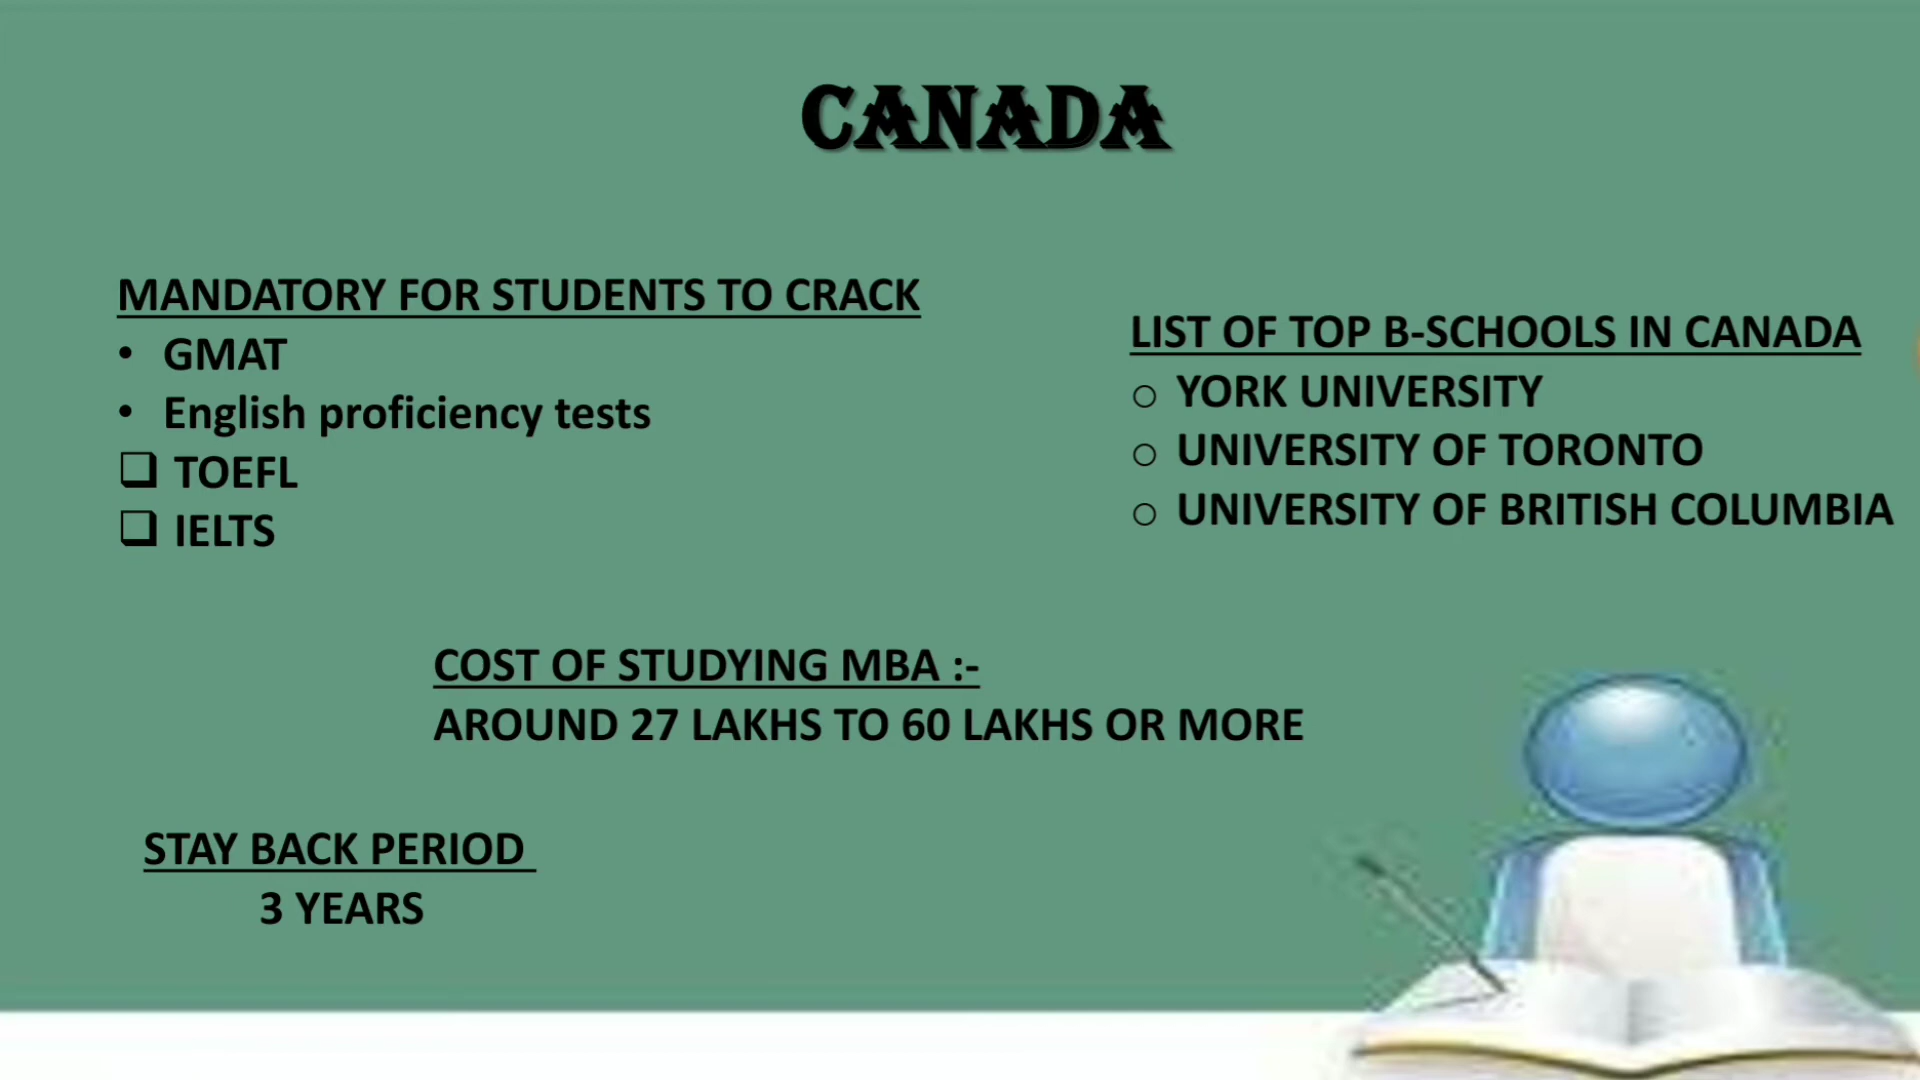 CANADA
MANDATORY FOR STUDENTS TO CRACK
• GMAT
• English proficiency tests
❑ TOEFL
❑ IELTS
LIST OF TOP B-SCHOOLS IN CANADA
o YORK UNIVERSITY
o UNIVERSITY OF TORONTO
o UNIVERSITY OF BRITISH COLUMBIA
COST OF STUDYING MBA :-
AROUND 27 LAKHS TO 60 LAKHS OR MORE
STAY BACK PERIOD
3 YEARS